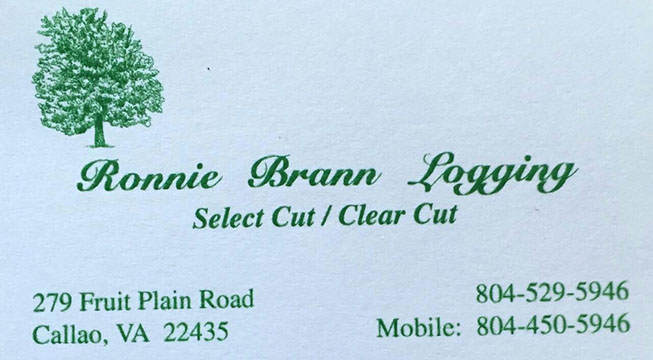 Ronnie Brann Logging
Select Cut / Clear Cut
279 Fruit Plain Road
Callao, VA 22435
804-529-5946
Mobile: 804-450-5946